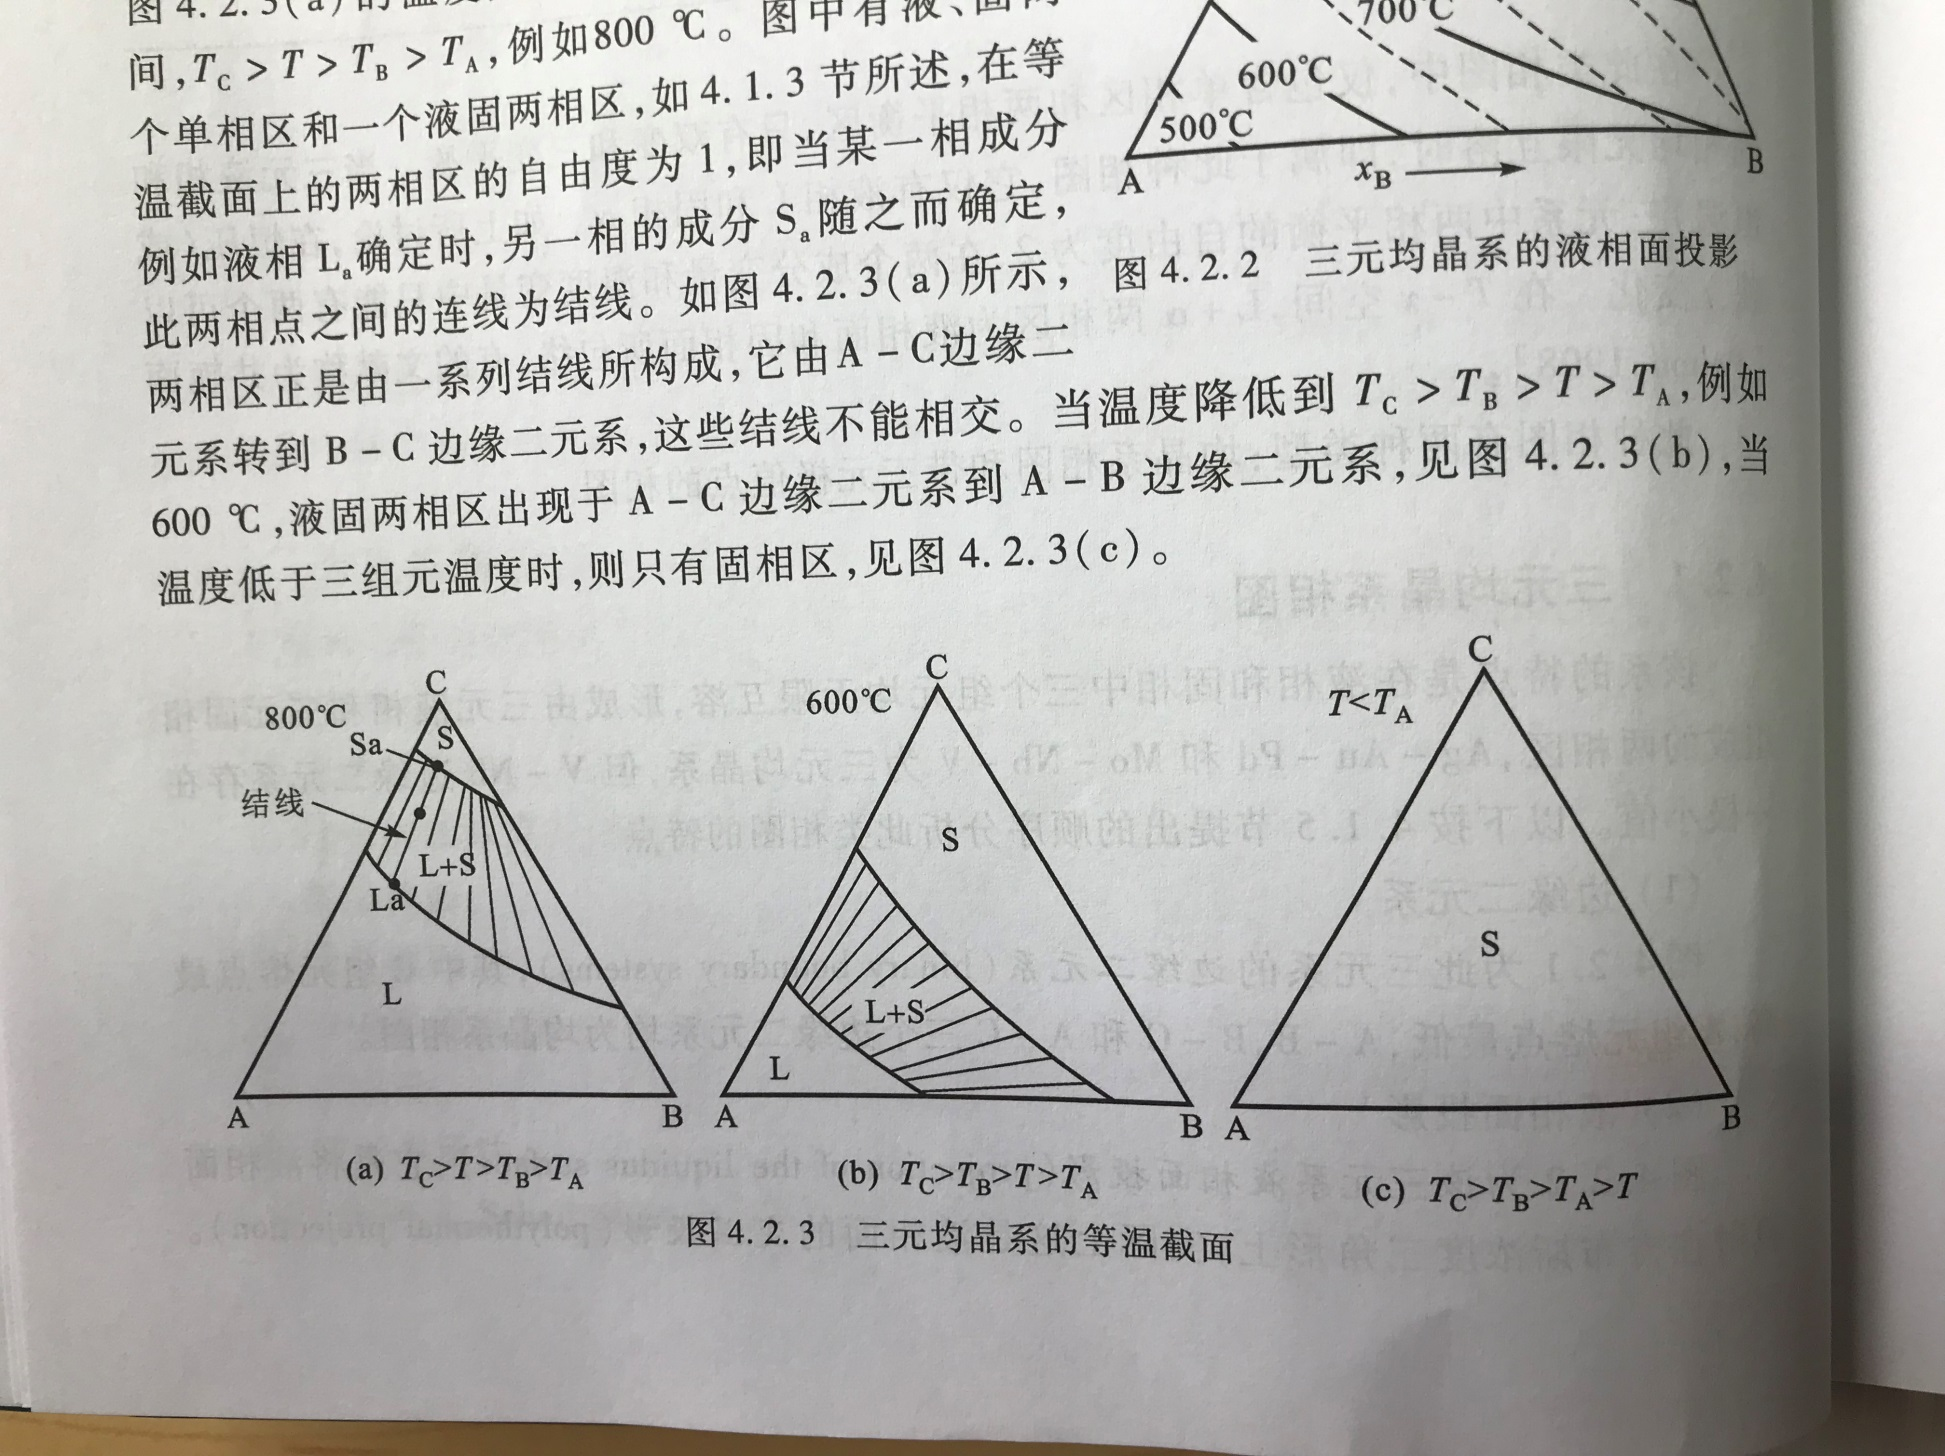 图 4.2.3(a)的温度
间,T_C > T > T_B > T_A,例如800 ℃。图中有液、固两
个单相区和一个液固两相区,如4.1.3节所述,在等
温截面上的两相区的自由度为1,即当某一相成分
例如液相 L_a确定时,另一相的成分 S_a随之而确定,
此两相点之间的连线为结线。如图4.2.3(a)所示,
两相区正是由一系列结线所构成,它由A-C边缘二
元系转到 B-C 边缘二元系,这些结线不能相交。当温度降低到 T_C > T_B > T > T_A,例如
600 ℃,液固两相区出现于 A-C 边缘二元系到 A-B 边缘二元系,见图 4.2.3(b),当
温度低于三组元温度时,则只有固相区,见图 4.2.3(c)。
700℃
600℃
500℃
A
x_B
B
图 4.2.2 三元均晶系的液相面投影
C
800℃
S
Sa
结线
L+S
La
L
A
B
(a) T_C>T>T_B>T_A
C
600℃
S
L+S
L
A
B
(b) T_C>T_B>T>T_A
C
T<T_A
S
A
B
(c) T_C>T_B>T_A>T
图 4.2.3 三元均晶系的等温截面